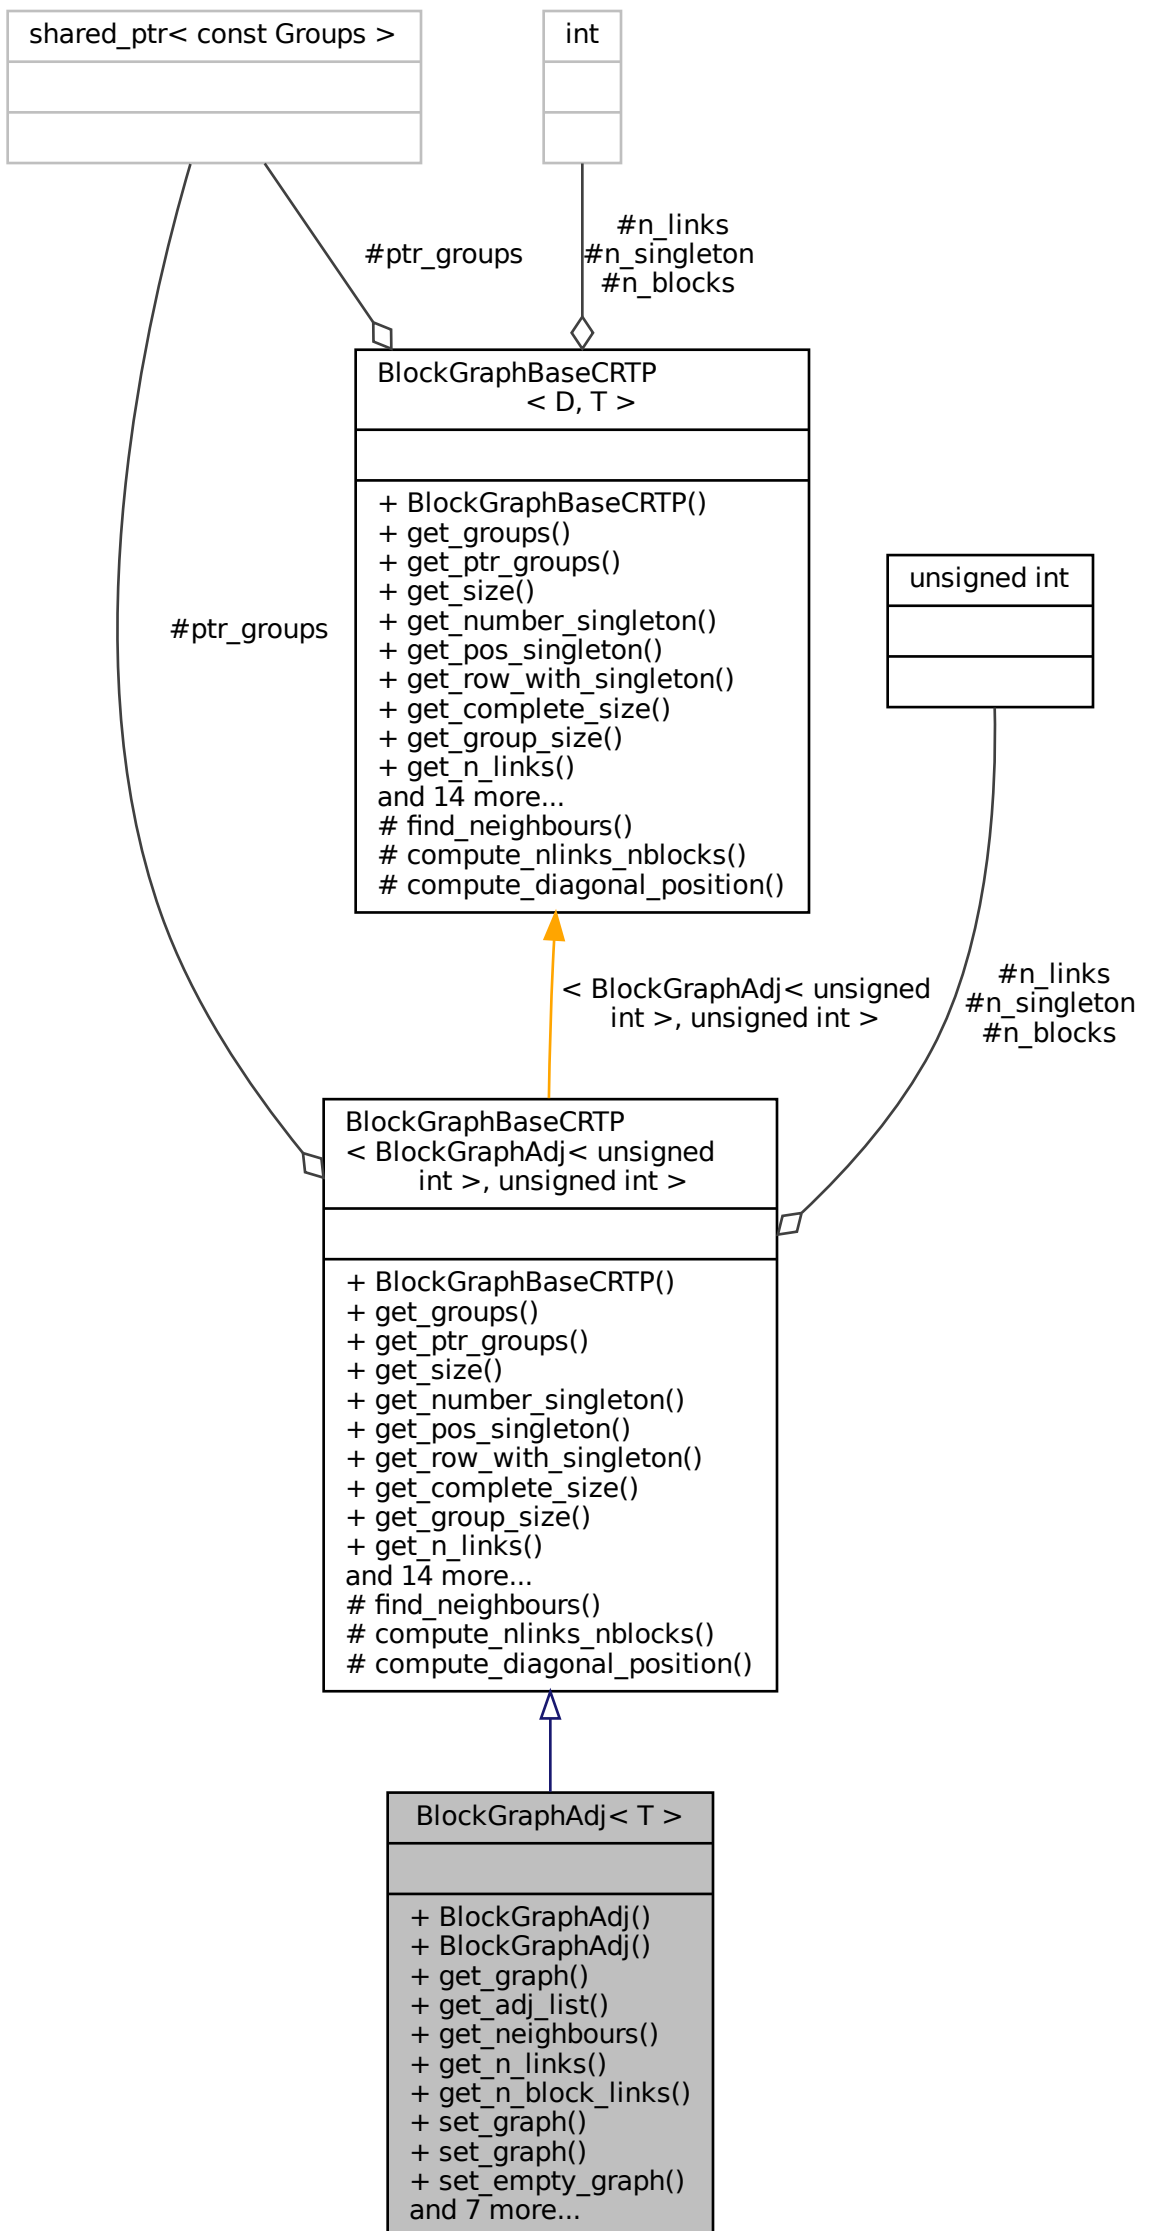 shared_ptr< const Groups >
int
#n_links
#n_singleton
#n_blocks
#ptr_groups
BlockGraphBaseCRTP
< D, T >
+ BlockGraphBaseCRTP()
+ get_groups()
+ get_ptr_groups()
+ get_size()
+ get_number_singleton()
+ get_pos_singleton()
+ get_row_with_singleton()
+ get_complete_size()
+ get_group_size()
+ get_n_links()
and 14 more...
# find_neighbours()
# compute_nlinks_nblocks()
# compute_diagonal_position()
unsigned int
#ptr_groups
#n_links
#n_singleton
#n_blocks
< BlockGraphAdj< unsigned
int >, unsigned int >
BlockGraphBaseCRTP
< BlockGraphAdj< unsigned
int >, unsigned int >
+ BlockGraphBaseCRTP()
+ get_groups()
+ get_ptr_groups()
+ get_size()
+ get_number_singleton()
+ get_pos_singleton()
+ get_row_with_singleton()
+ get_complete_size()
+ get_group_size()
+ get_n_links()
and 14 more...
# find_neighbours()
# compute_nlinks_nblocks()
# compute_diagonal_position()
BlockGraphAdj< T >
+ BlockGraphAdj()
+ BlockGraphAdj()
+ get_graph()
+ get_adj_list()
+ get_neighbours()
+ get_n_links()
+ get_n_block_links()
+ set_graph()
+ set_graph()
+ set_empty_graph()
and 7 more...